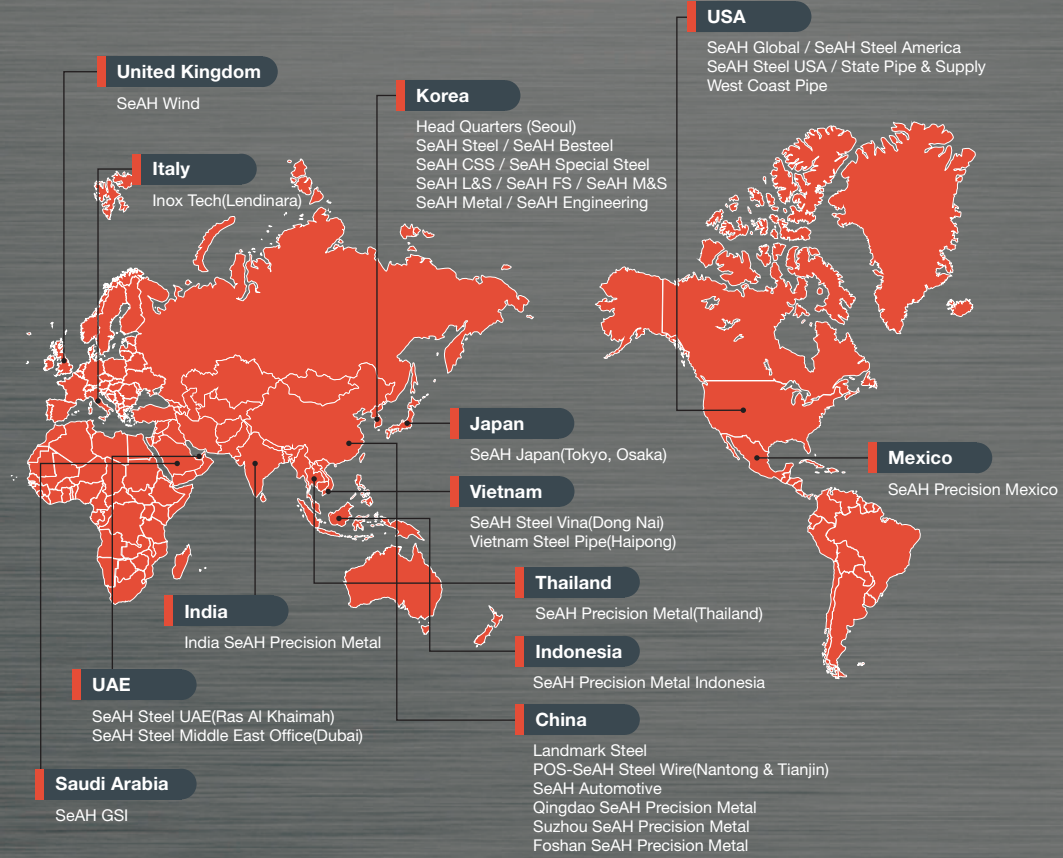 USA
SeAH Global / SeAH Steel America
SeAH Steel USA / State Pipe & Supply
West Coast Pipe
United Kingdom
SeAH Wind
Korea
Head Quarters (Seoul)
SeAH Steel / SeAH Besteel
SeAH CSS / SeAH Special Steel
SeAH L&S / SeAH FS / SeAH M&S
SeAH Metal / SeAH Engineering
Italy
Inox Tech(Lendinara)
Japan
SeAH Japan(Tokyo, Osaka)
Mexico
SeAH Precision Mexico
Vietnam
SeAH Steel Vina(Dong Nai)
Vietnam Steel Pipe(Haipong)
Thailand
SeAH Precision Metal(Thailand)
India
India SeAH Precision Metal
Indonesia
SeAH Precision Metal Indonesia
UAE
SeAH Steel UAE(Ras Al Khaimah)
SeAH Steel Middle East Office(Dubai)
China
Landmark Steel
POS-SeAH Steel Wire(Nantong & Tianjin)
SeAH Automotive
Qingdao SeAH Precision Metal
Suzhou SeAH Precision Metal
Foshan SeAH Precision Metal
Saudi Arabia
SeAH GSI